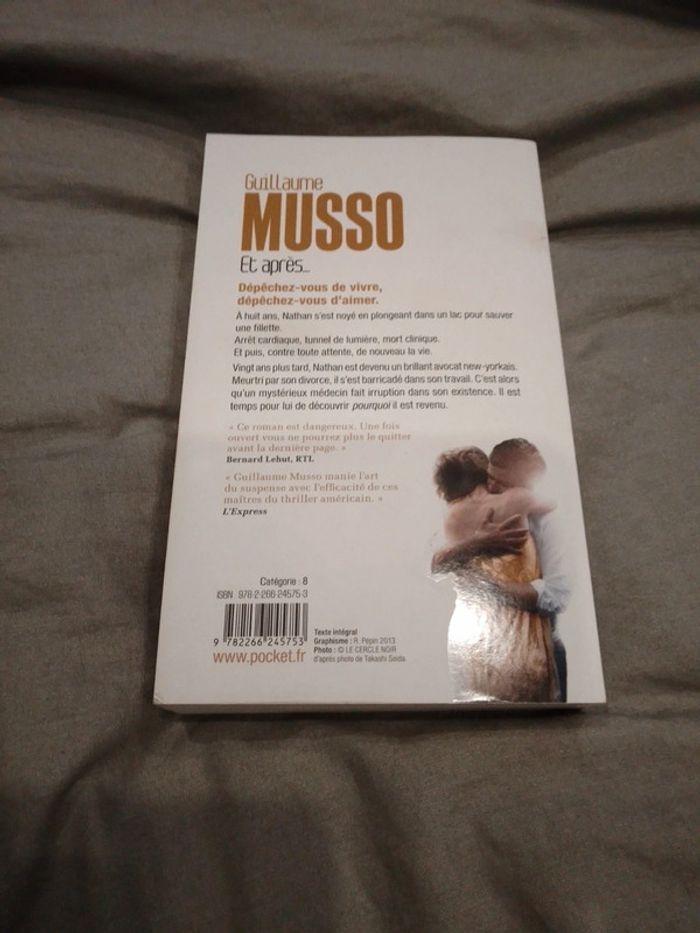 Guillaume
MUSSO
Et après...
Dépêchez-vous de vivre,
dépêchez-vous d'aimer.
À huit ans, Nathan s'est noyé en plongeant dans un lac pour sauver
une fillette.
Arrêt cardiaque, tunnel de lumière, mort clinique.
Et puis, contre toute attente, de nouveau la vie.
Vingt ans plus tard, Nathan est devenu un brillant avocat new-yorkais.
Meurtri par son divorce, il s'est barricadé dans son travail. C'est alors
qu'un mystérieux médecin fait irruption dans son existence. Il est
temps pour lui de découvrir pourquoi il est revenu.
« Ce roman est dangereux. Une fois
ouvert vous ne pourrez plus le quitter
avant la dernière page. »
Bernard Lehut, RTL
« Guillaume Musso manie l'art
du suspense avec l'efficacité de ces
maîtres du thriller américain. »
L'Express
Catégorie : 8
ISBN 978-2-266-24575-3
9 782266 245753
www.pocket.fr
Texte intégral
Graphisme : R. Pépin 2013
Photo : © LE CERCLE NOIR
d'après photo de Takashi Seida.